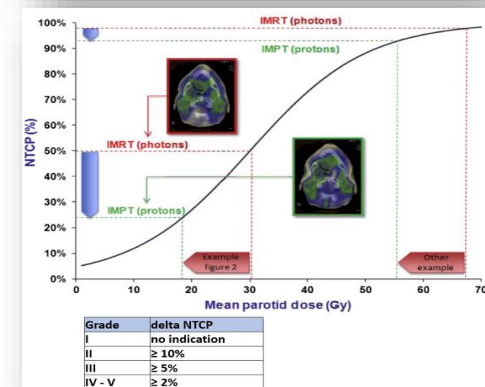 100%
90%
80%
70%
60%
50%
40%
30%
20%
10%
0%
NTCP (%)
IMRT (photons)
IMPT (protons)
IMRT (photons)
IMPT (protons)
Example
figure 2
Other
example
0 10 20 30 40 50 60 70
Mean parotid dose (Gy)
Grade delta NTCP
I no indication
II ≥ 10%
III ≥ 5%
IV - V ≥ 2%